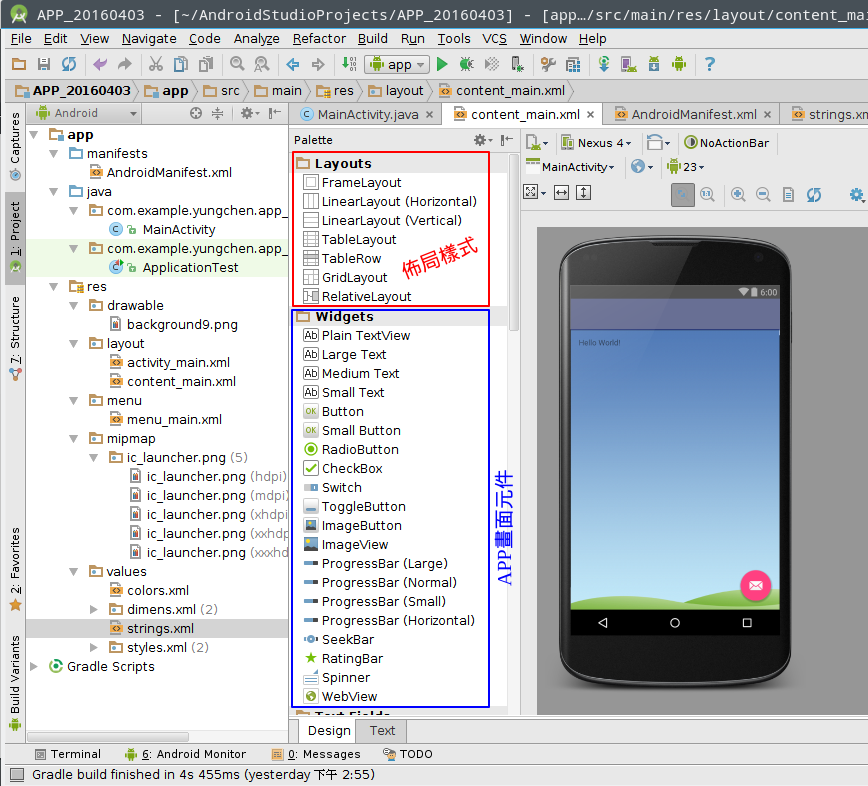 APP_20160403 - [~/AndroidStudioProjects/APP_20160403] - [app…/src/main/res/layout/content_mai
File Edit View Navigate Code Analyze Refactor Build Run Tools VCS Window Help
app
APP_20160403 app src main res layout content_main.xml
Android
MainActivity.java content_main.xml AndroidManifest.xml strings.xm
Captures
1: Project
7: Structure
2: Favorites
Build Variants
app
manifests
AndroidManifest.xml
java
com.example.yungchen.app_
MainActivity
com.example.yungchen.app_
ApplicationTest
res
drawable
background9.png
layout
activity_main.xml
content_main.xml
menu
menu_main.xml
mipmap
ic_launcher.png (5)
ic_launcher.png (hdpi)
ic_launcher.png (mdpi)
ic_launcher.png (xhdpi
ic_launcher.png (xxhdp
ic_launcher.png (xxxhd
values
colors.xml
dimens.xml (2)
strings.xml
styles.xml (2)
Gradle Scripts
Palette
Layouts
FrameLayout
LinearLayout (Horizontal)
LinearLayout (Vertical)
TableLayout
TableRow
GridLayout
RelativeLayout
佈局樣式
Widgets
Plain TextView
Large Text
Medium Text
Small Text
Button
Small Button
RadioButton
CheckBox
Switch
ToggleButton
ImageButton
ImageView
ProgressBar (Large)
ProgressBar (Normal)
ProgressBar (Small)
ProgressBar (Horizontal)
SeekBar
RatingBar
Spinner
WebView
Text Fields
APP畫面元件
Nexus 4 NoActionBar
MainActivity 23
6:00
Hello World!
Design Text
Terminal 6: Android Monitor 0: Messages TODO
Gradle build finished in 4s 455ms (yesterday 下午 2:55)